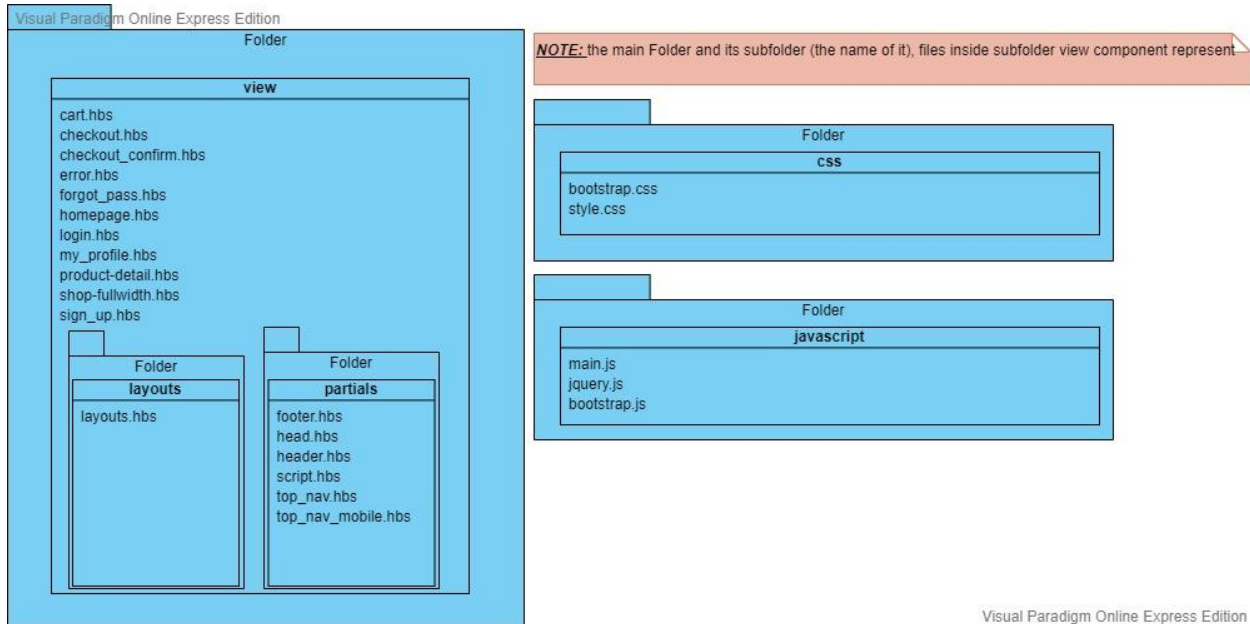 Visual Paradigm Online Express Edition
Folder
view
cart.hbs
checkout.hbs
checkout_confirm.hbs
error.hbs
forgot_pass.hbs
homepage.hbs
login.hbs
my_profile.hbs
product-detail.hbs
shop-fullwidth.hbs
sign_up.hbs
Folder
layouts
layouts.hbs
Folder
partials
footer.hbs
head.hbs
header.hbs
script.hbs
top_nav.hbs
top_nav_mobile.hbs
NOTE: the main Folder and its subfolder (the name of it), files inside subfolder view component represent
Folder
css
bootstrap.css
style.css
Folder
javascript
main.js
jquery.js
bootstrap.js
Visual Paradigm Online Express Edition